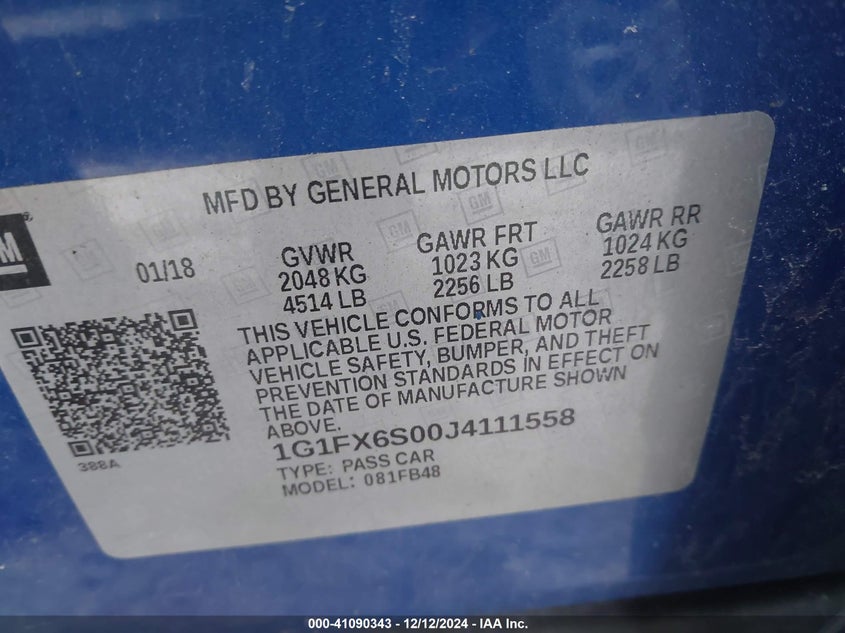 MFD BY GENERAL MOTORS LLC
GM
®
01/18
GVWR
2048 KG
4514 LB
GAWR FRT
1023 KG
2256 LB
GAWR RR
1024 KG
2258 LB
THIS VEHICLE CONFORMS TO ALL
APPLICABLE U.S. FEDERAL MOTOR
VEHICLE SAFETY, BUMPER, AND THEFT
PREVENTION STANDARDS IN EFFECT ON
THE DATE OF MANUFACTURE SHOWN
ABOVE.
1G1FX6S00J4111558
TYPE: PASS CAR
MODEL: 081FB48
388A
000-41090343 - 12/12/2024 - IAA Inc.